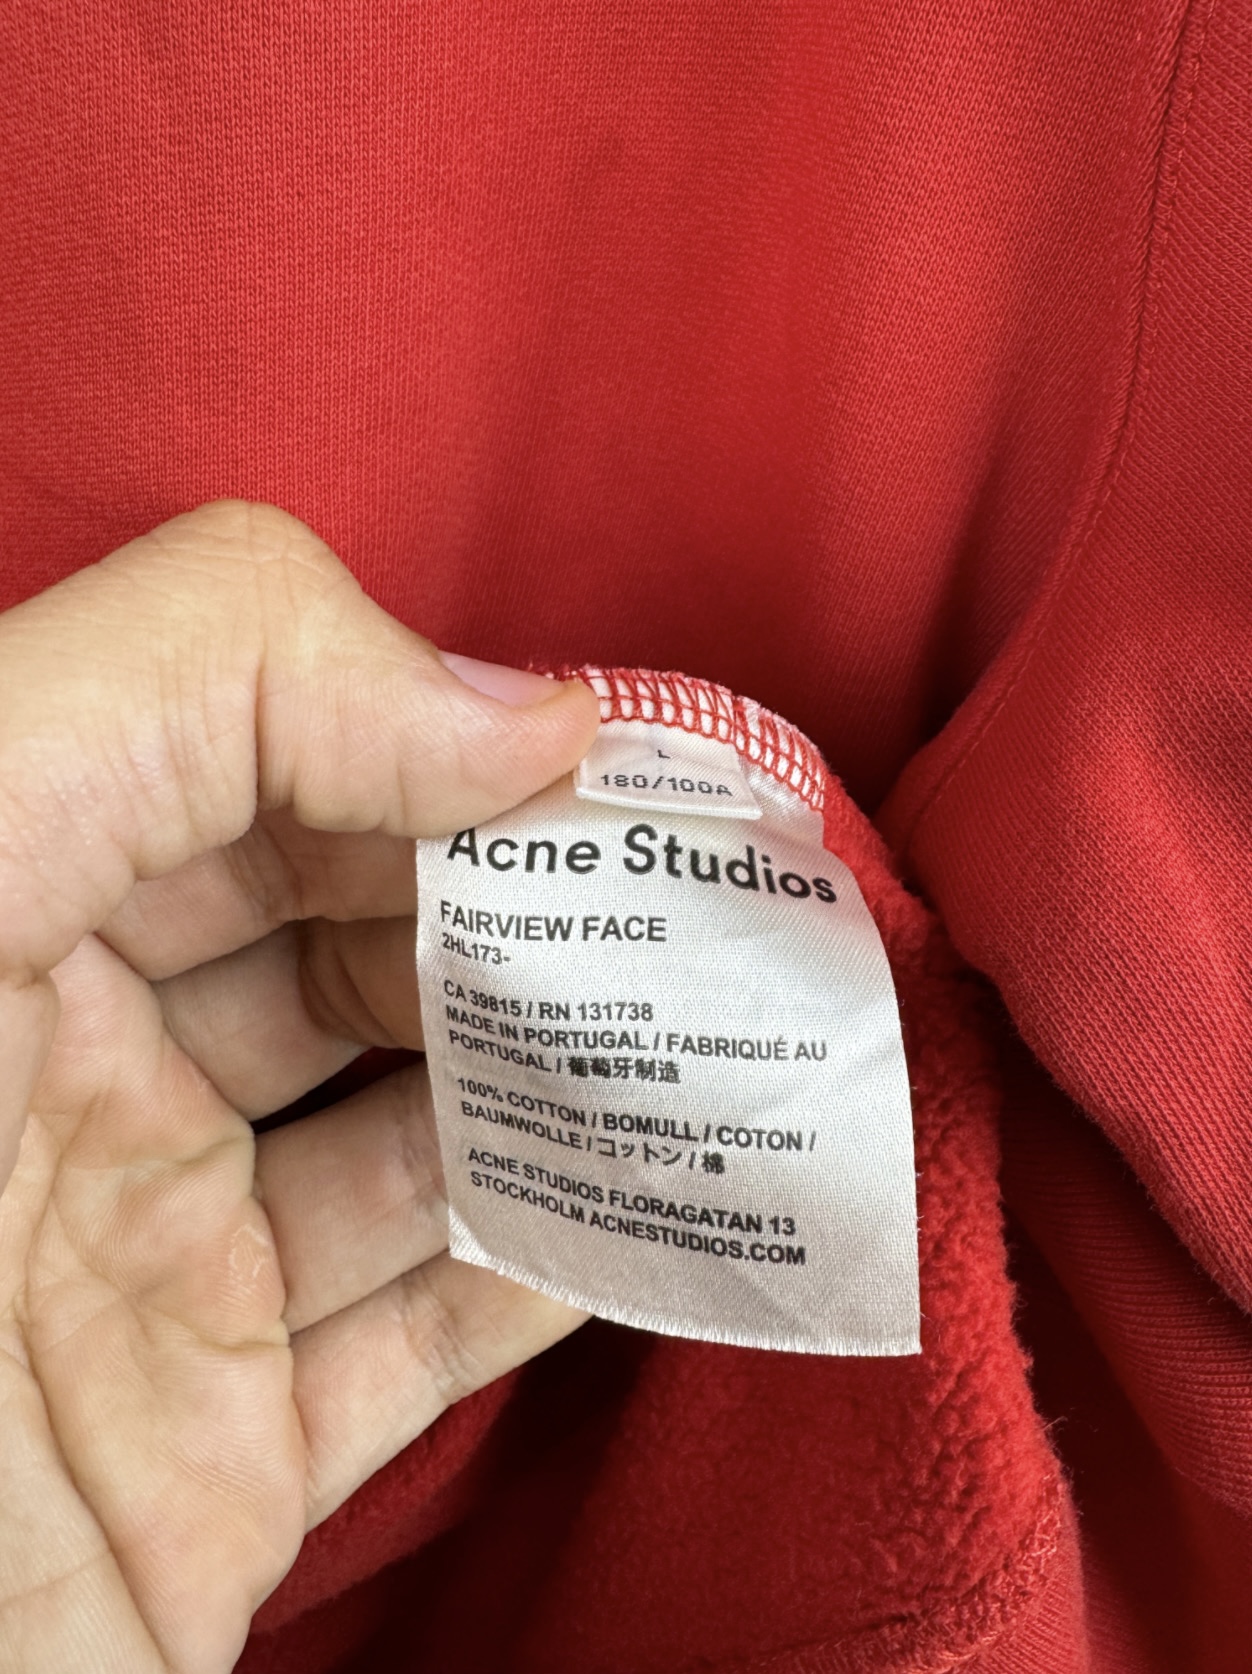 L
180/100A
Acne Studios
FAIRVIEW FACE
2HL173-
CA 39815 / RN 131738
MADE IN PORTUGAL / FABRIQUÉ AU
PORTUGAL / 葡萄牙制造
100% COTTON / BOMULL / COTON /
BAUMWOLLE / コットン / 棉
ACNE STUDIOS FLORAGATAN 13
STOCKHOLM ACNESTUDIOS.COM